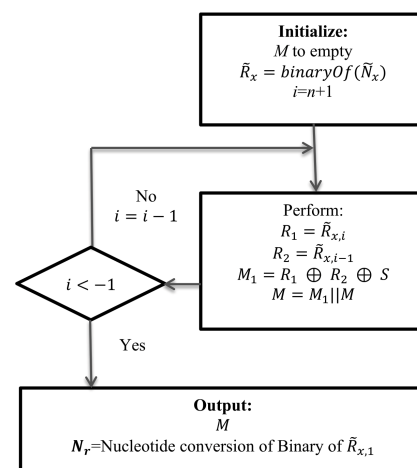 Initialize:
M to empty
R̃ₓ = binaryOf(Ñₓ)
i=n+1
No
i = i − 1
Perform:
R₁ = R̃ₓ,ᵢ
R₂ = R̃ₓ,ᵢ₋₁
M₁ = R₁ ⊕ R₂ ⊕ S
M = M₁||M
i < −1
Yes
Output:
M
Nᵣ=Nucleotide conversion of Binary of R̃ₓ,₁